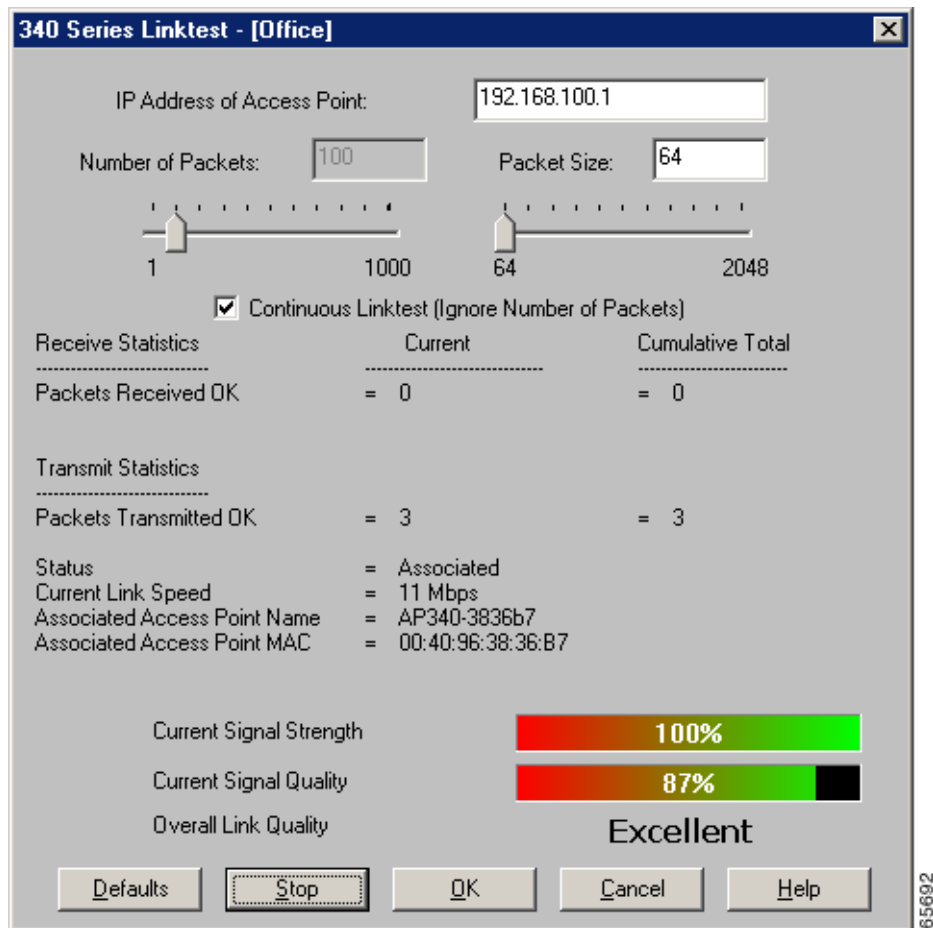 340 Series Linktest - [Office]
IP Address of Access Point: 192.168.100.1
Number of Packets: 100 Packet Size: 64
1 1000 64 2048
Continuous Linktest (Ignore Number of Packets)
Receive Statistics Current Cumulative Total
Packets Received OK = 0 = 0
Transmit Statistics
Packets Transmitted OK = 3 = 3
Status = Associated
Current Link Speed = 11 Mbps
Associated Access Point Name = AP340-3836b7
Associated Access Point MAC = 00:40:96:38:36:B7
Current Signal Strength 100%
Current Signal Quality 87%
Overall Link Quality Excellent
Defaults Stop OK Cancel Help
65692